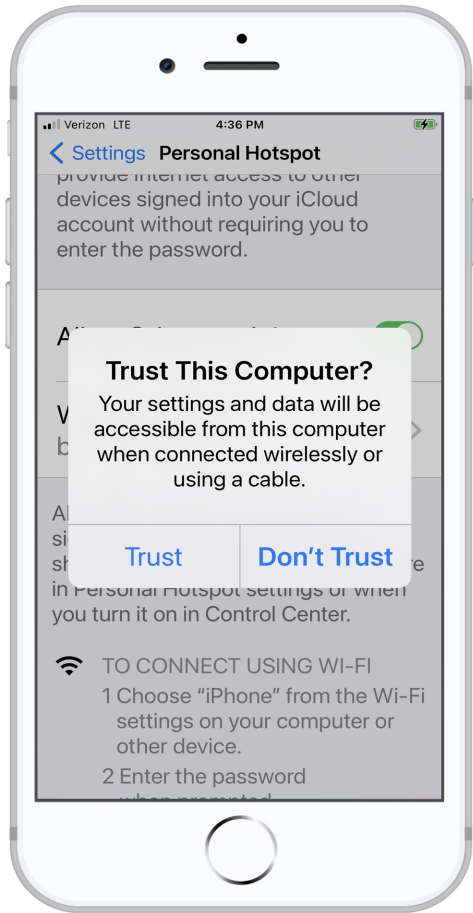 Verizon LTE 4:36 PM
Settings Personal Hotspot
provide internet access to other
devices signed into your iCloud
account without requiring you to
enter the password.
Trust This Computer?
Your settings and data will be
accessible from this computer
when connected wirelessly or
using a cable.
Trust Don't Trust
in Personal Hotspot settings or when
you turn it on in Control Center.
TO CONNECT USING WI-FI
1 Choose “iPhone” from the Wi-Fi
settings on your computer or
other device.
2 Enter the password
when prompted